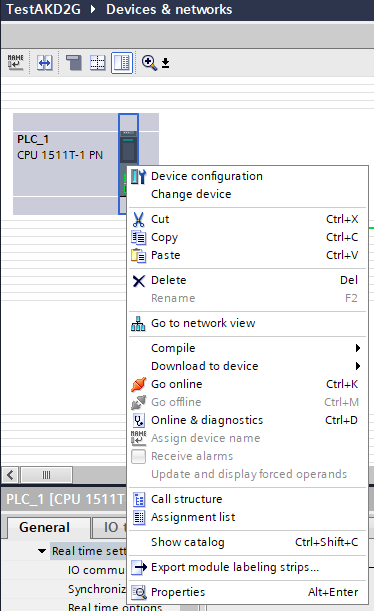 TestAKD2G ▸ Devices & networks
PLC_1
CPU 1511T-1 PN
Device configuration
Change device
Cut Ctrl+X
Copy Ctrl+C
Paste Ctrl+V
Delete Del
Rename F2
Go to network view
Compile
Download to device
Go online Ctrl+K
Go offline Ctrl+M
Online & diagnostics Ctrl+D
Assign device name
Receive alarms
Update and display forced operands
Call structure
Assignment list
Show catalog Ctrl+Shift+C
Export module labeling strips...
Properties Alt+Enter
PLC_1 [CPU 1511T
General IO t
Real time sett
IO commu
Synchroniz
Real time options